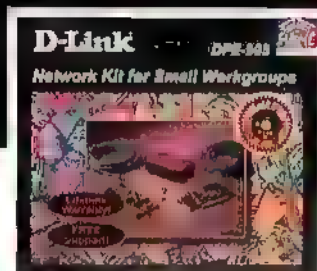 D-Link
Network Kit for Small Workgroups
Lifetime
Warranty!
FREE
Support!